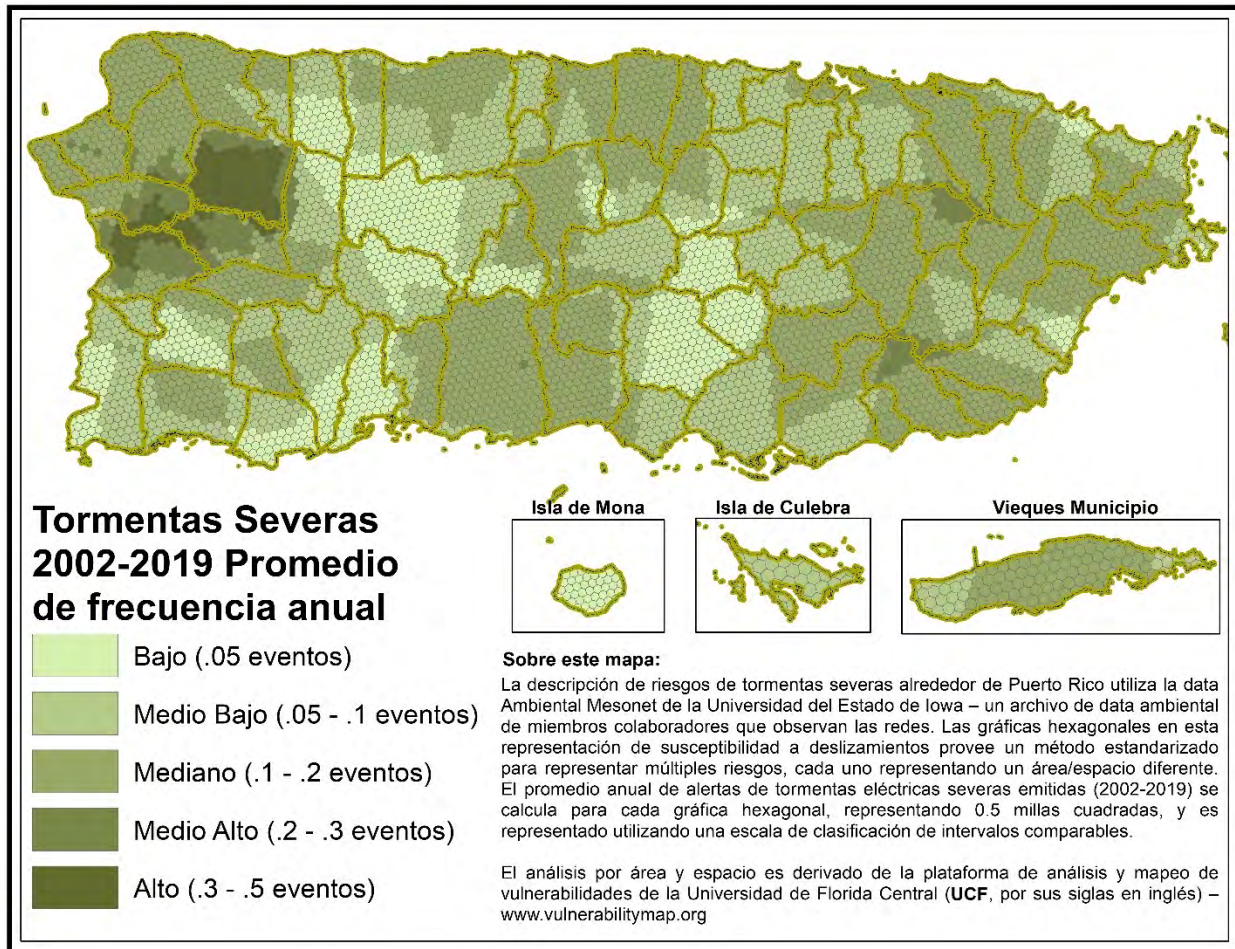 Isla de Mona
Isla de Culebra
Vieques Municipio
Tormentas Severas
2002-2019 Promedio
de frecuencia anual
Bajo (.05 eventos)
Medio Bajo (.05 - .1 eventos)
Mediano (.1 - .2 eventos)
Medio Alto (.2 - .3 eventos)
Alto (.3 - .5 eventos)
Sobre este mapa:
La descripción de riesgos de tormentas severas alrededor de Puerto Rico utiliza la data
Ambiental Mesonet de la Universidad del Estado de Iowa – un archivo de data ambiental
de miembros colaboradores que observan las redes. Las gráficas hexagonales en esta
representación de susceptibilidad a deslizamientos provee un método estandarizado
para representar múltiples riesgos, cada uno representando un área/espacio diferente.
El promedio anual de alertas de tormentas eléctricas severas emitidas (2002-2019) se
calcula para cada gráfica hexagonal, representando 0.5 millas cuadradas, y es
representado utilizando una escala de clasificación de intervalos comparables.
El análisis por área y espacio es derivado de la plataforma de análisis y mapeo de
vulnerabilidades de la Universidad de Florida Central (UCF, por sus siglas en inglés) –
www.vulnerabilitymap.org